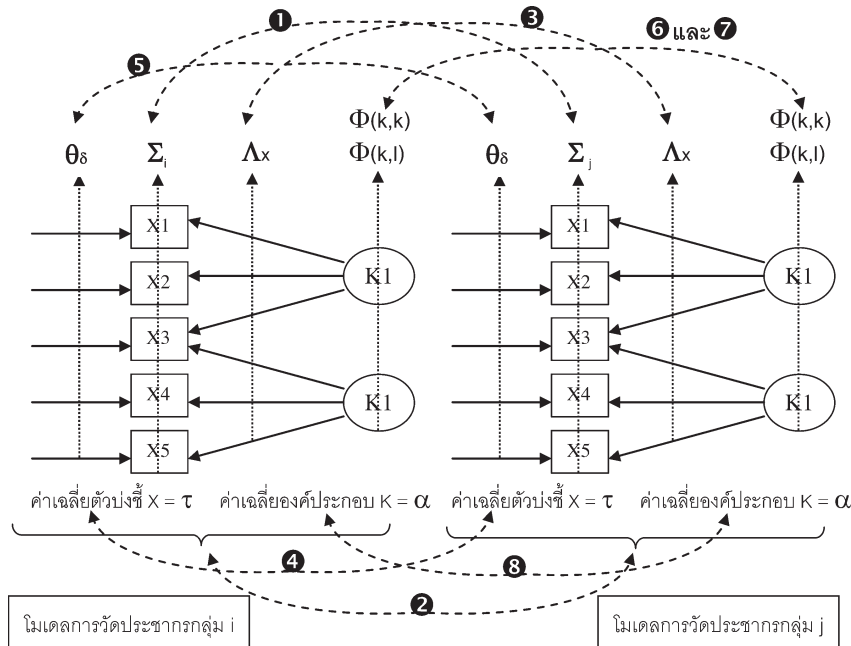 ❶ ❸ ❻และ❼
❺
Φ(k,k) Φ(k,k)
θδ Σi Λx Φ(k,l) θδ Σj Λx Φ(k,l)
X1 X1
X2 K1 X2 K1
X3 X3
X4 K1 X4 K1
X5 X5
ค่าเฉลี่ยตัวบ่งชี้ X = τ ค่าเฉลี่ยองค์ประกอบ K = α ค่าเฉลี่ยตัวบ่งชี้ X = τ ค่าเฉลี่ยองค์ประกอบ K = α
❹ ❽
❷
โมเดลการวัดประชากรกลุ่ม i โมเดลการวัดประชากรกลุ่ม j